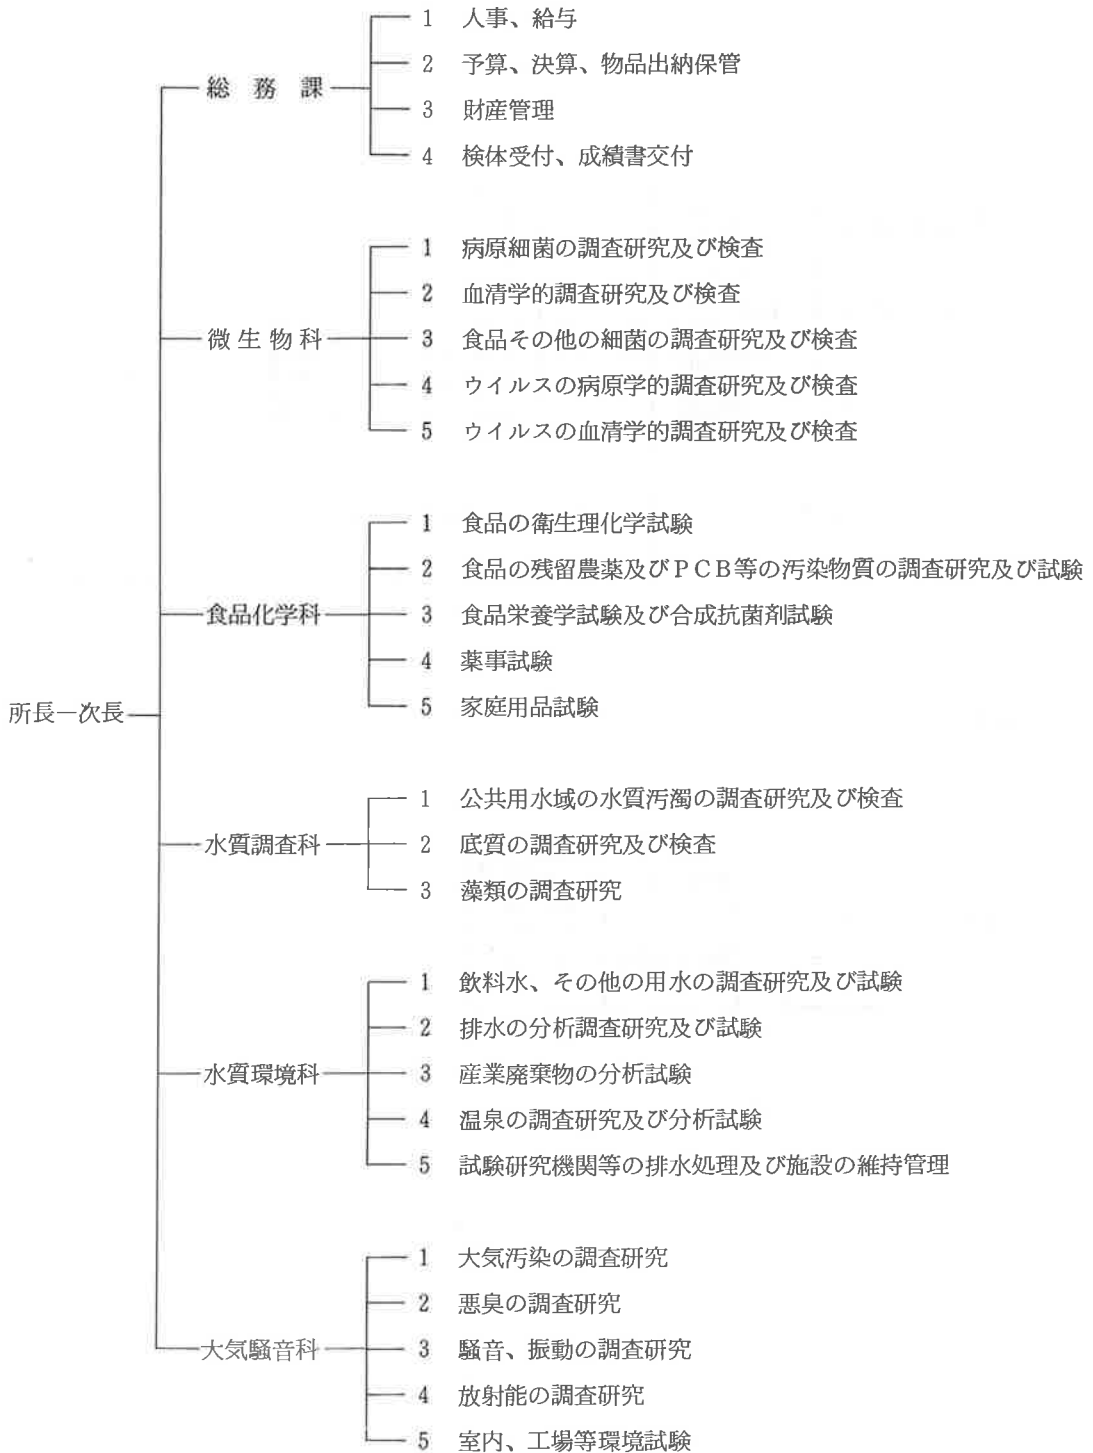 総務課
1 人事、給与
2 予算、決算、物品出納保管
3 財産管理
4 検体受付、成績書交付
微生物科
1 病原細菌の調査研究及び検査
2 血清学的調査研究及び検査
3 食品その他の細菌の調査研究及び検査
4 ウイルスの病原学的調査研究及び検査
5 ウイルスの血清学的調査研究及び検査
食品化学科
1 食品の衛生理化学試験
2 食品の残留農薬及びPCB等の汚染物質の調査研究及び試験
3 食品栄養学試験及び合成抗菌剤試験
4 薬事試験
5 家庭用品試験
所長―次長
水質調査科
1 公共用水域の水質汚濁の調査研究及び検査
2 底質の調査研究及び検査
3 藻類の調査研究
水質環境科
1 飲料水、その他の用水の調査研究及び試験
2 排水の分析調査研究及び試験
3 産業廃棄物の分析試験
4 温泉の調査研究及び分析試験
5 試験研究機関等の排水処理及び施設の維持管理
大気騒音科
1 大気汚染の調査研究
2 悪臭の調査研究
3 騒音、振動の調査研究
4 放射能の調査研究
5 室内、工場等環境試験